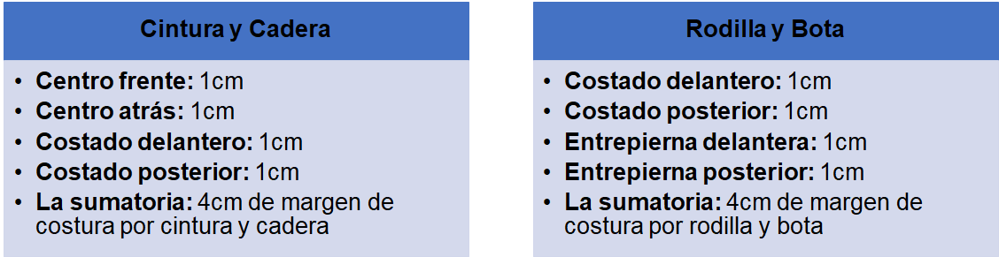 Cintura y Cadera
• Centro frente: 1cm
• Centro atrás: 1cm
• Costado delantero: 1cm
• Costado posterior: 1cm
• La sumatoria: 4cm de margen de
costura por cintura y cadera
Rodilla y Bota
• Costado delantero: 1cm
• Costado posterior: 1cm
• Entrepierna delantera: 1cm
• Entrepierna posterior: 1cm
• La sumatoria: 4cm de margen de
costura por rodilla y bota